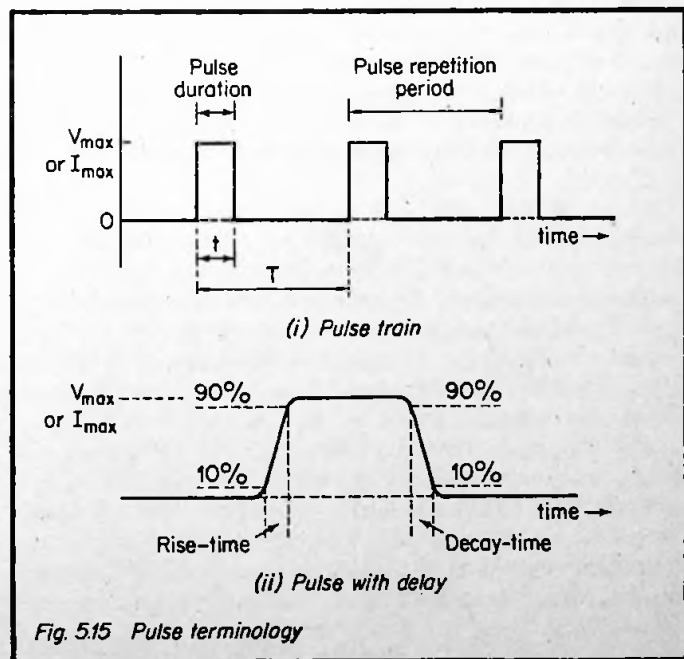 Pulse
duration
Pulse repetition
period
Vmax
or Imax
0
time →
t
T
(i) Pulse train
Vmax
or Imax
90%
90%
10%
10%
time →
Rise-time
Decay-time
(ii) Pulse with delay
Fig. 5.15 Pulse terminology